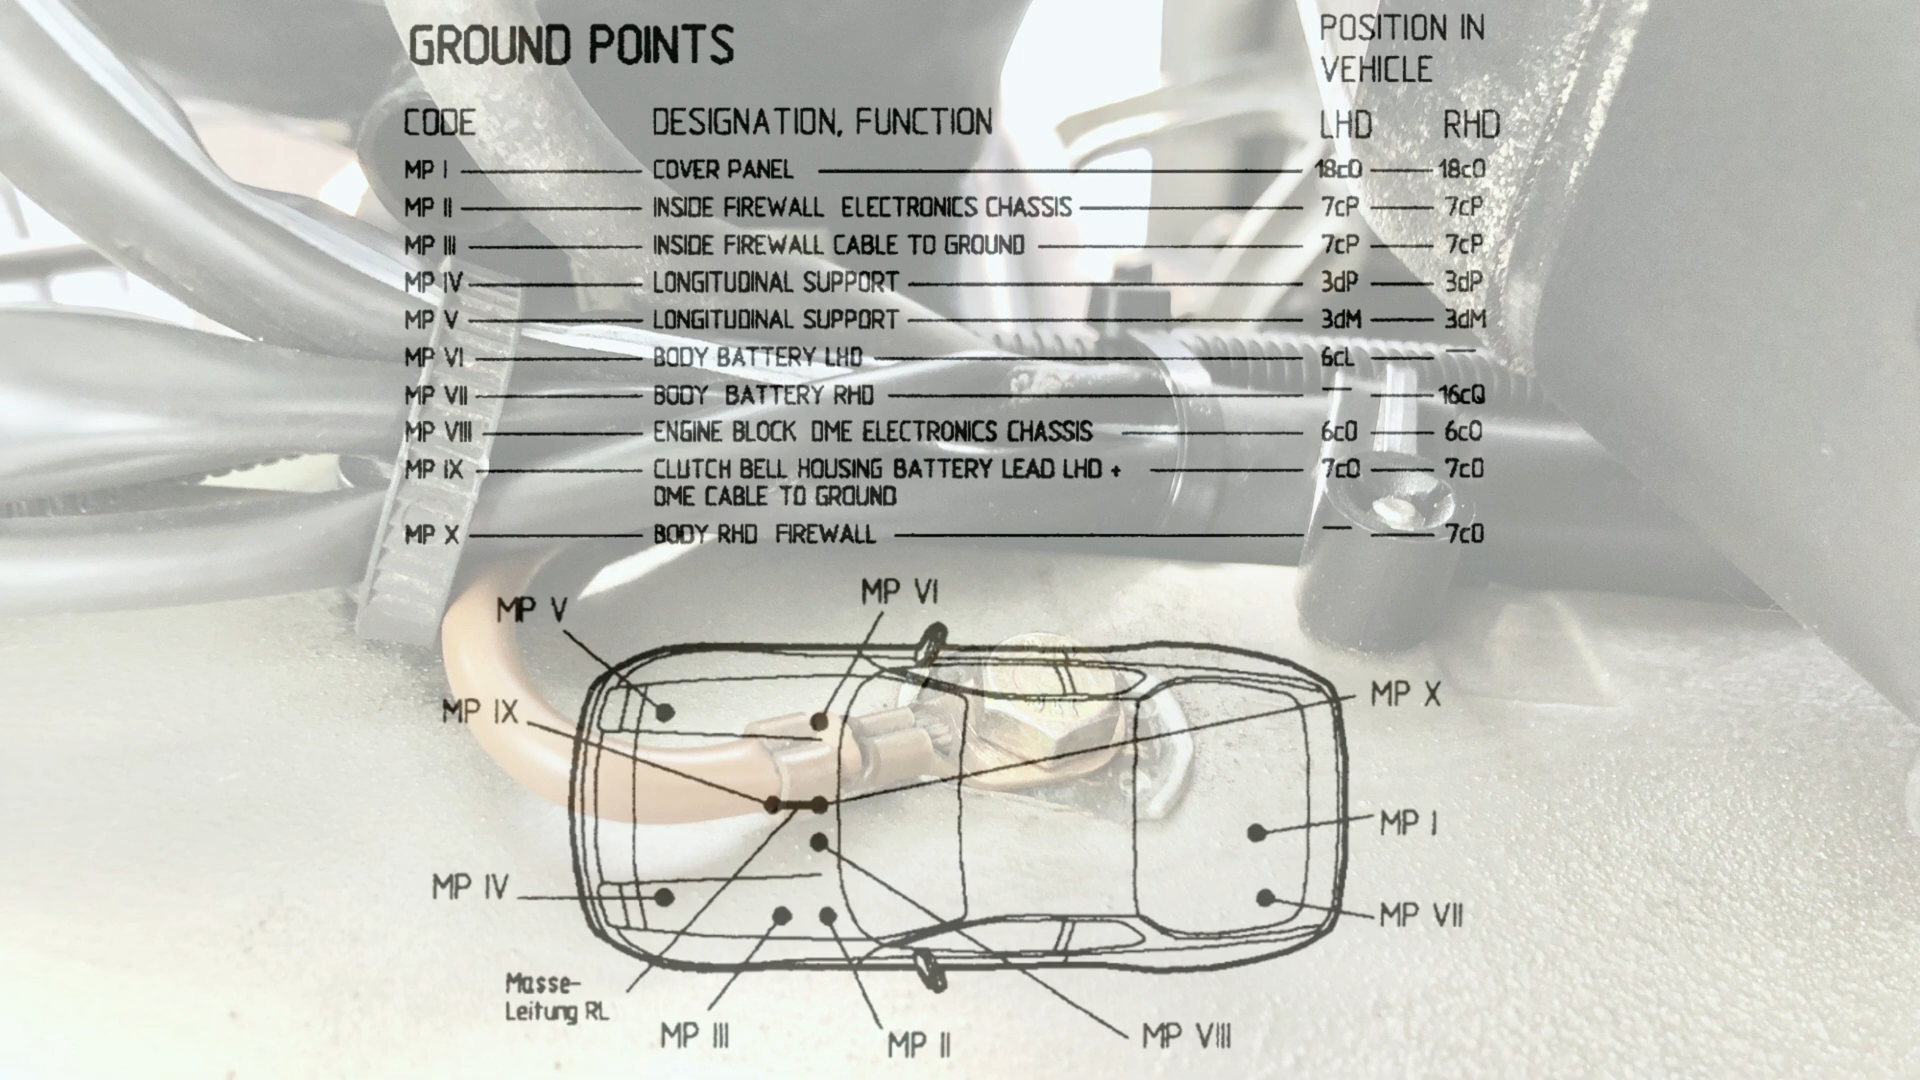 GROUND POINTS
POSITION IN
VEHICLE
CODE DESIGNATION, FUNCTION LHD RHD
MP I COVER PANEL 18cO 18cO
MP II INSIDE FIREWALL ELECTRONICS CHASSIS 7cP 7cP
MP III INSIDE FIREWALL CABLE TO GROUND 7cP 7cP
MP IV LONGITUDINAL SUPPORT 3dP 3dP
MP V LONGITUDINAL SUPPORT 3dM 3dM
MP VI BODY BATTERY LHD 6cL —
MP VII BODY BATTERY RHD — 16cQ
MP VIII ENGINE BLOCK DME ELECTRONICS CHASSIS 6cO 6cO
MP IX CLUTCH BELL HOUSING BATTERY LEAD LHD + 7cO 7cO
DME CABLE TO GROUND
MP X BODY RHD FIREWALL — 7cO
MP VI
MP V
MP X
MP IX
MP I
MP IV
MP VII
Masse-
Leitung RL
MP III
MP II
MP VIII